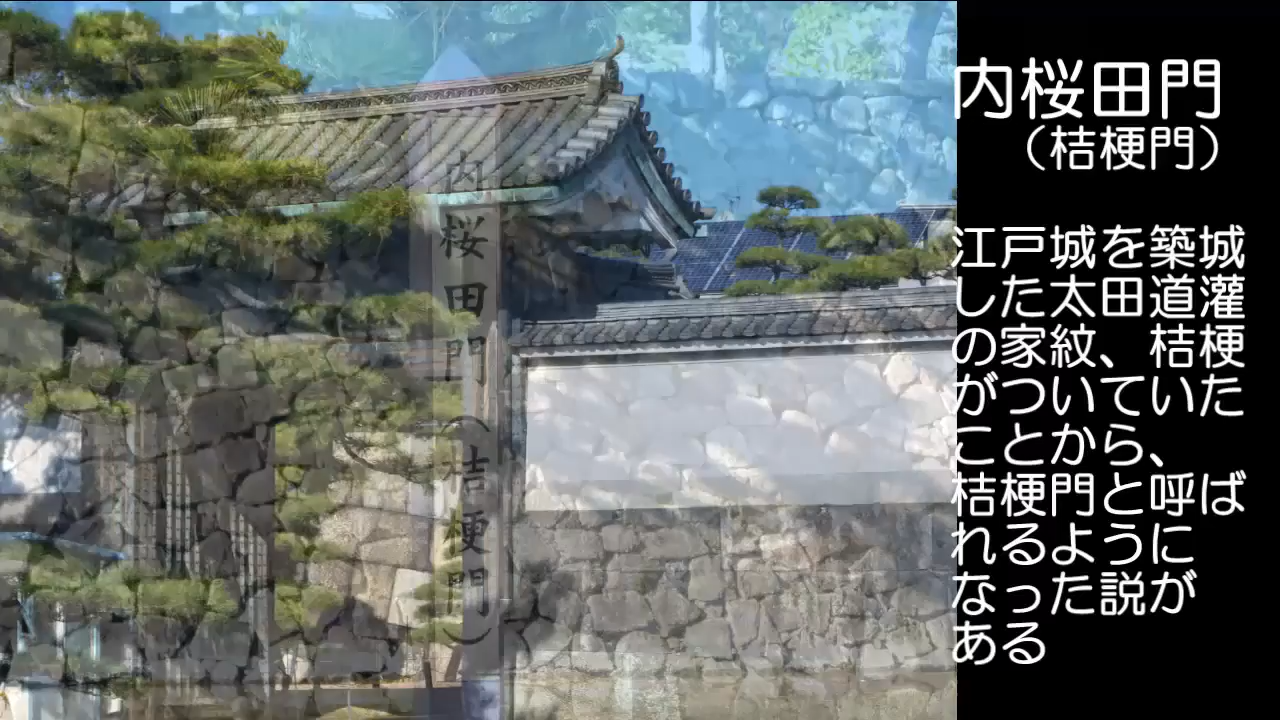 内桜田門
（桔梗門）
江戸城を築城
した太田道灌
の家紋、桔梗
がついていた
ことから、
桔梗門と呼ば
れるように
なった説が
ある
内桜田門（桔梗門）